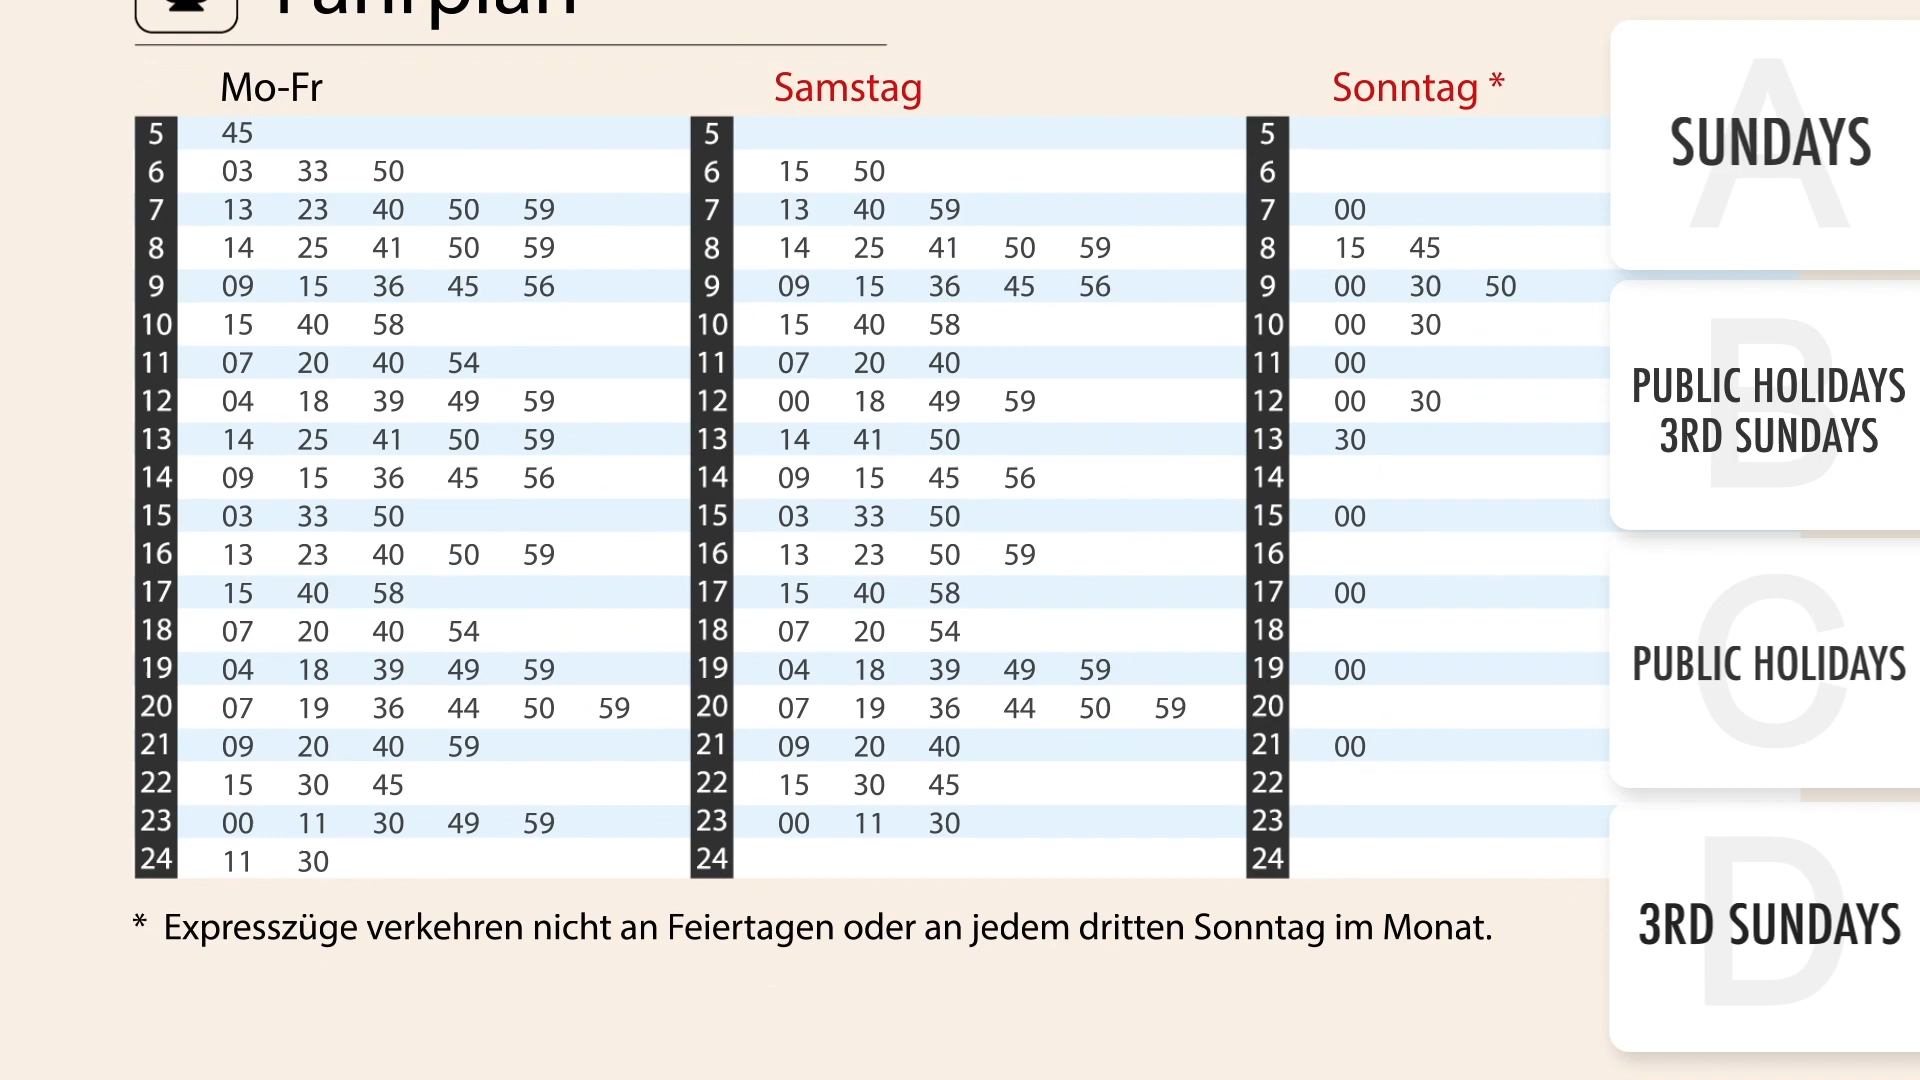 Fahrplan
Mo-Fr Samstag Sonntag *
5 45 5 5
6 03 33 50 6 15 50 6
7 13 23 40 50 59 7 13 40 59 7 00
8 14 25 41 50 59 8 14 25 41 50 59 8 15 45
9 09 15 36 45 56 9 09 15 36 45 56 9 00 30 50
10 15 40 58 10 15 40 58 10 00 30
11 07 20 40 54 11 07 20 40 11 00
12 04 18 39 49 59 12 00 18 49 59 12 00 30
13 14 25 41 50 59 13 14 41 50 13 30
14 09 15 36 45 56 14 09 15 45 56 14
15 03 33 50 15 03 33 50 15 00
16 13 23 40 50 59 16 13 23 50 59 16
17 15 40 58 17 15 40 58 17 00
18 07 20 40 54 18 07 20 54 18
19 04 18 39 49 59 19 04 18 39 49 59 19 00
20 07 19 36 44 50 59 20 07 19 36 44 50 59 20
21 09 20 40 59 21 09 20 40 21 00
22 15 30 45 22 15 30 45 22
23 00 11 30 49 59 23 00 11 30 23
24 11 30 24 24
* Expresszüge verkehren nicht an Feiertagen oder an jedem dritten Sonntag im Monat.
A
SUNDAYS
B
PUBLIC HOLIDAYS
3RD SUNDAYS
C
PUBLIC HOLIDAYS
D
3RD SUNDAYS